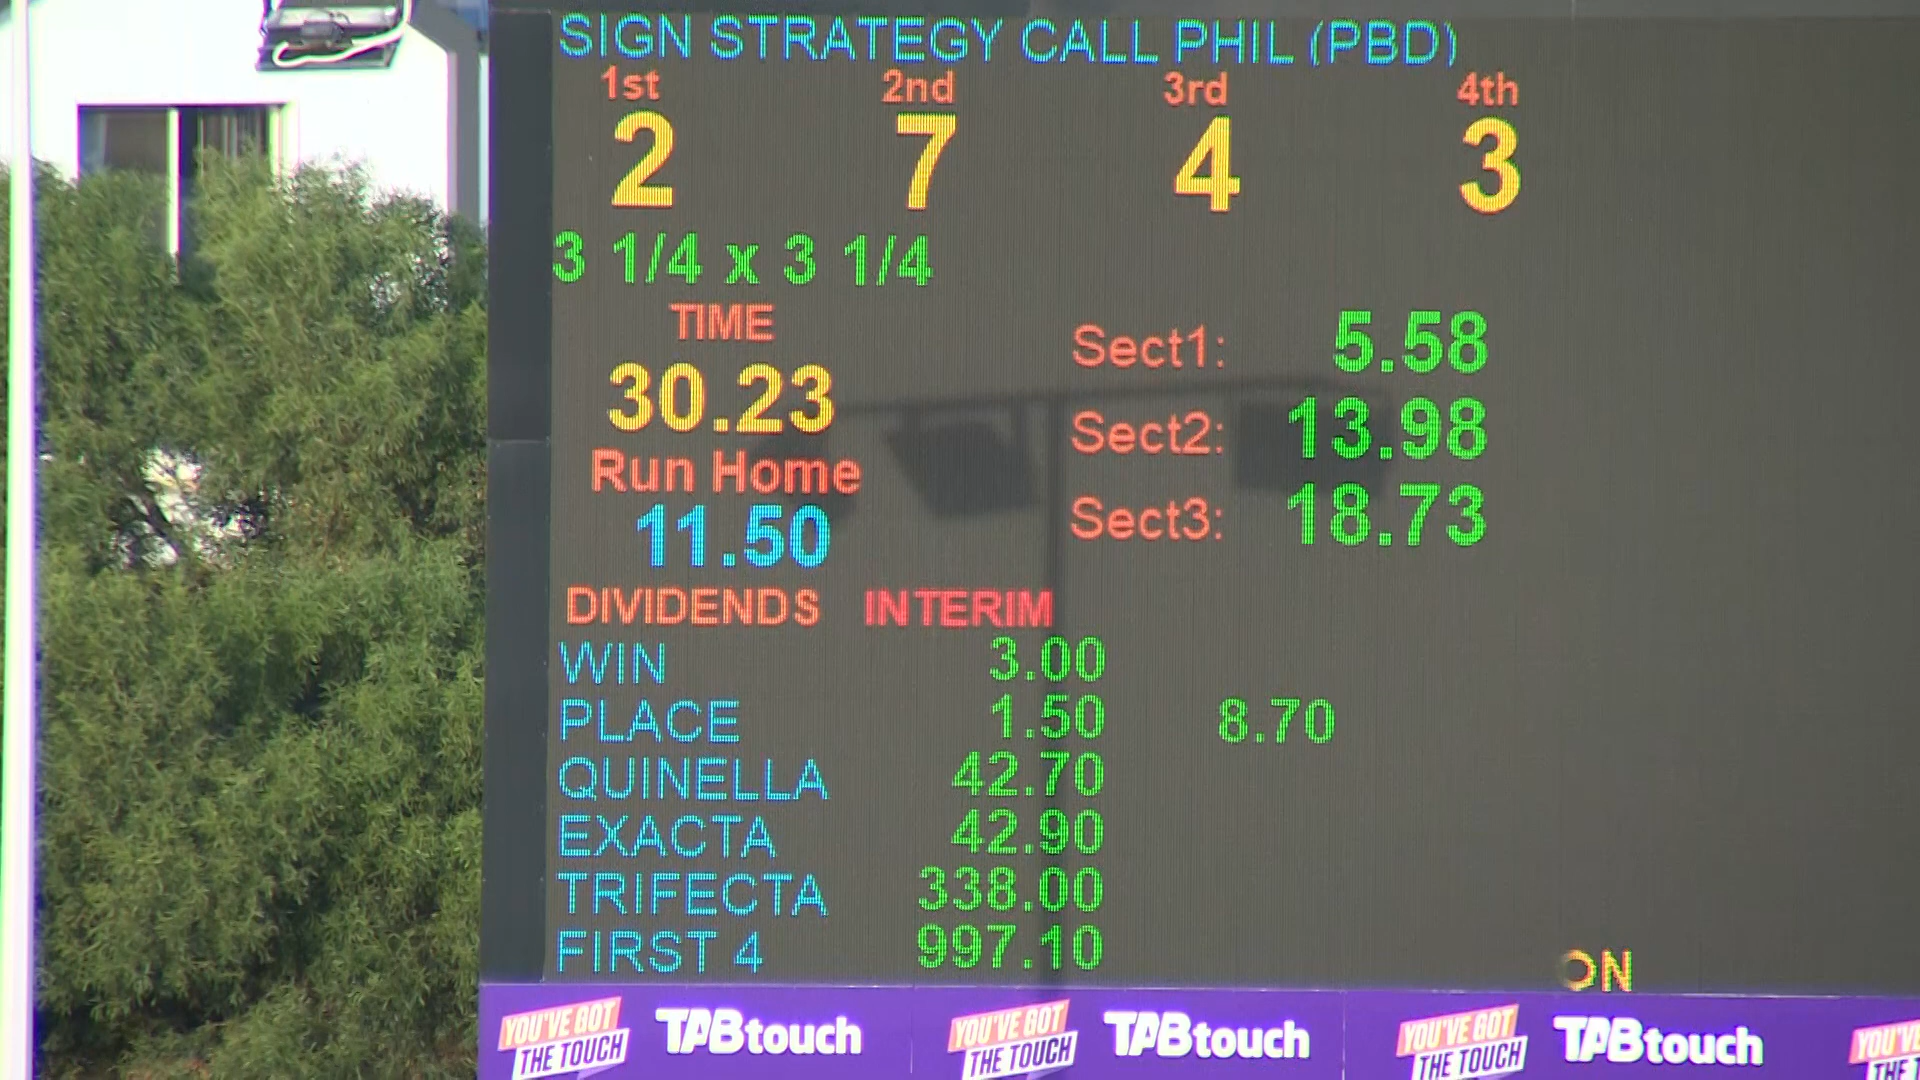 SIGN STRATEGY CALL PHIL (PBD)
1st 2nd 3rd 4th
2 7 4 3
3 1/4 x 3 1/4
TIME
30.23
Run Home
11.50
Sect1: 5.58
Sect2: 13.98
Sect3: 18.73
DIVIDENDS INTERIM
WIN 3.00
PLACE 1.50 8.70
QUINELLA 42.70
EXACTA 42.90
TRIFECTA 338.00
FIRST 4 997.10
ON
YOU'VE GOT THE TOUCH TABtouch YOU'VE GOT THE TOUCH TABtouch YOU'VE GOT THE TOUCH TABtouch